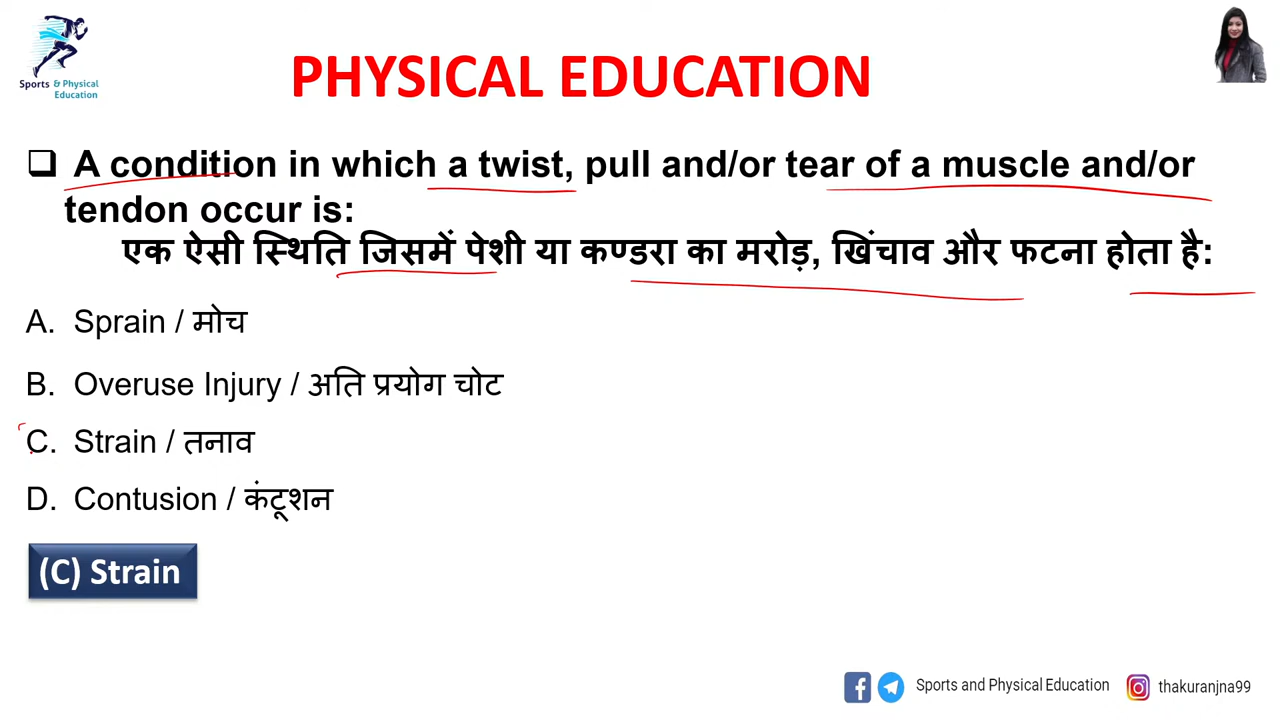 Sports & Physical
Education
PHYSICAL EDUCATION
❑ A condition in which a twist, pull and/or tear of a muscle and/or
tendon occur is:
एक ऐसी स्थिति जिसमें पेशी या कण्डरा का मरोड़, खिंचाव और फटना होता है:
A. Sprain / मोच
B. Overuse Injury / अति प्रयोग चोट
C. Strain / तनाव
D. Contusion / कंटूशन
(C) Strain
Sports and Physical Education thakuranjna99